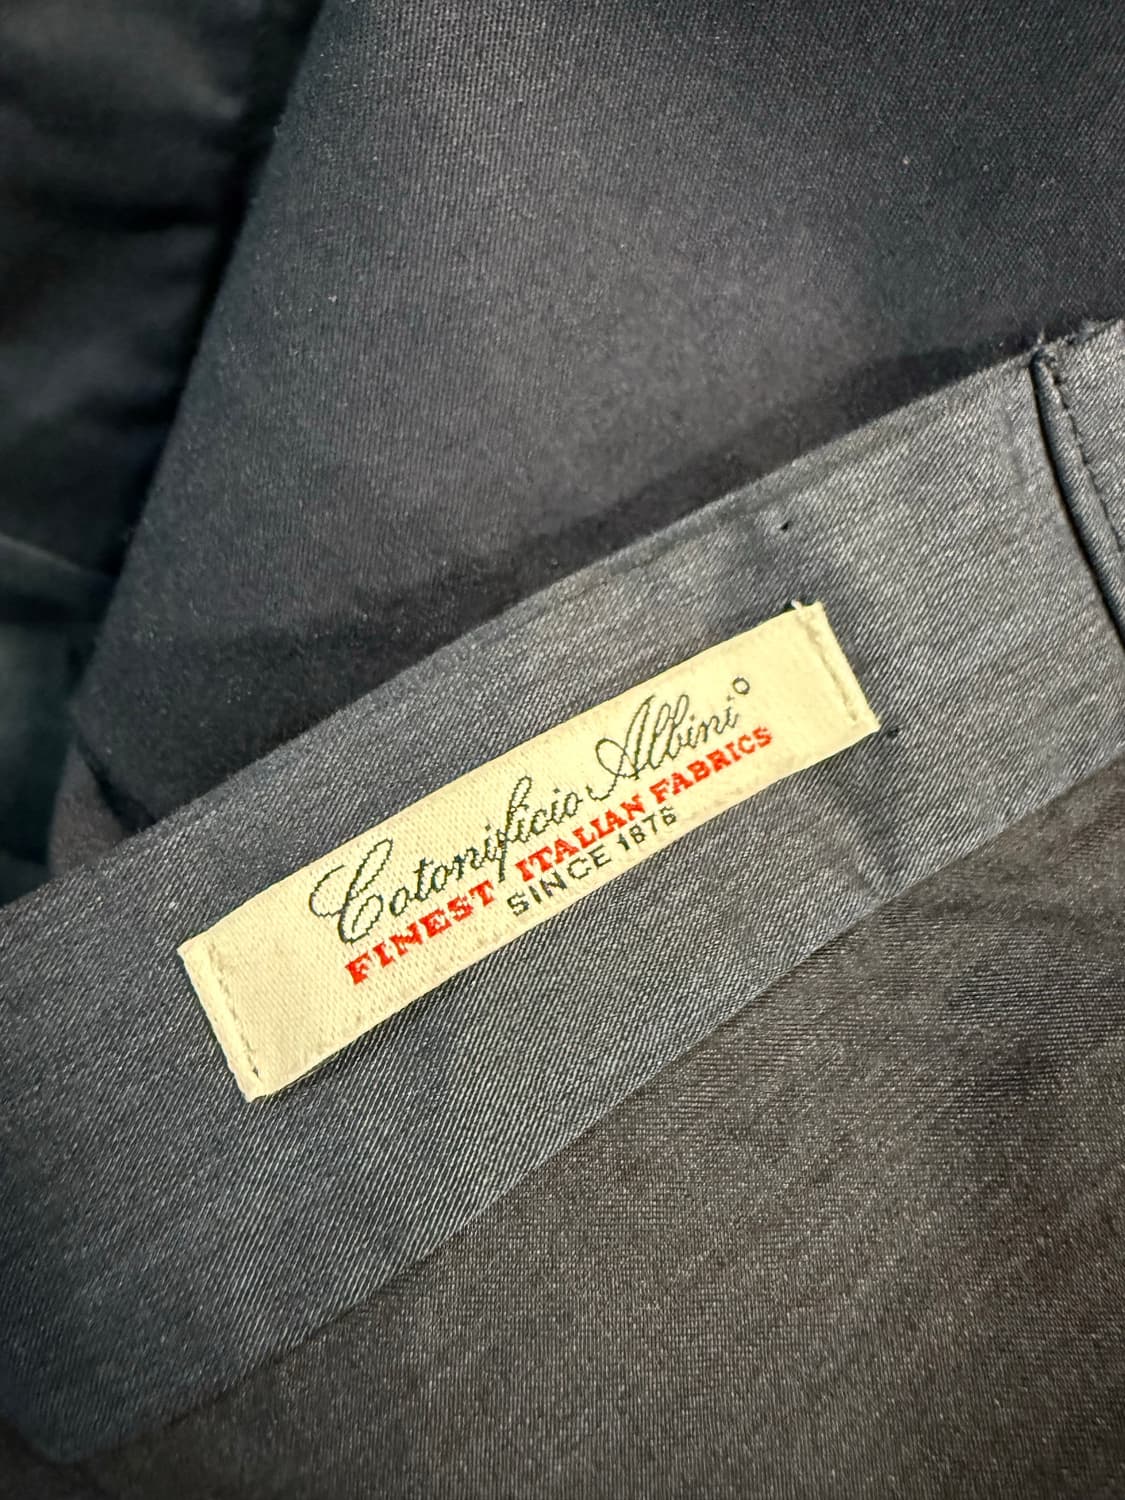 Cotonificio Albini°
FINEST ITALIAN FABRICS
SINCE 1876